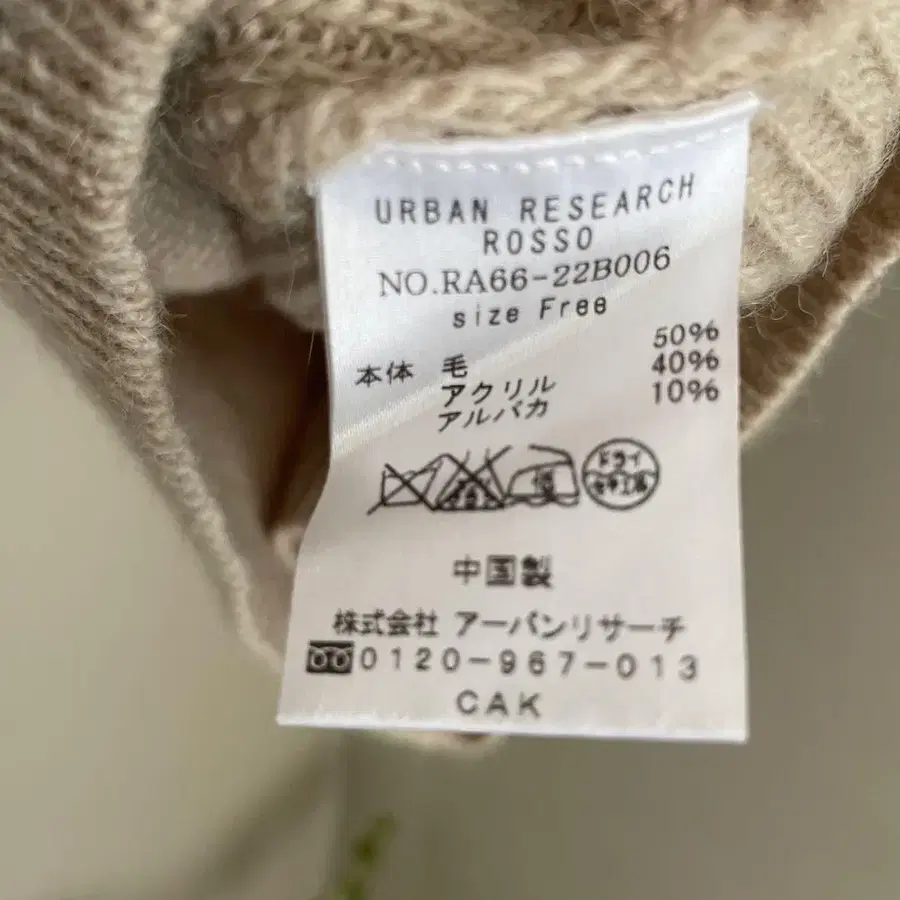 URBAN RESEARCH
ROSSO
NO.RA66-22B006
size Free
本体 毛 50%
アクリル 40%
アルパカ 10%
ドライ
中国製
株式会社 アーバンリサーチ
0120-967-013
CAK